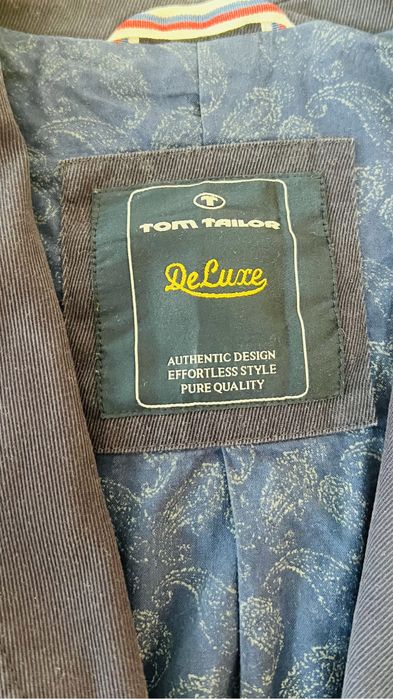 TOM TAILOR
DeLuxe
AUTHENTIC DESIGN
EFFORTLESS STYLE
PURE QUALITY